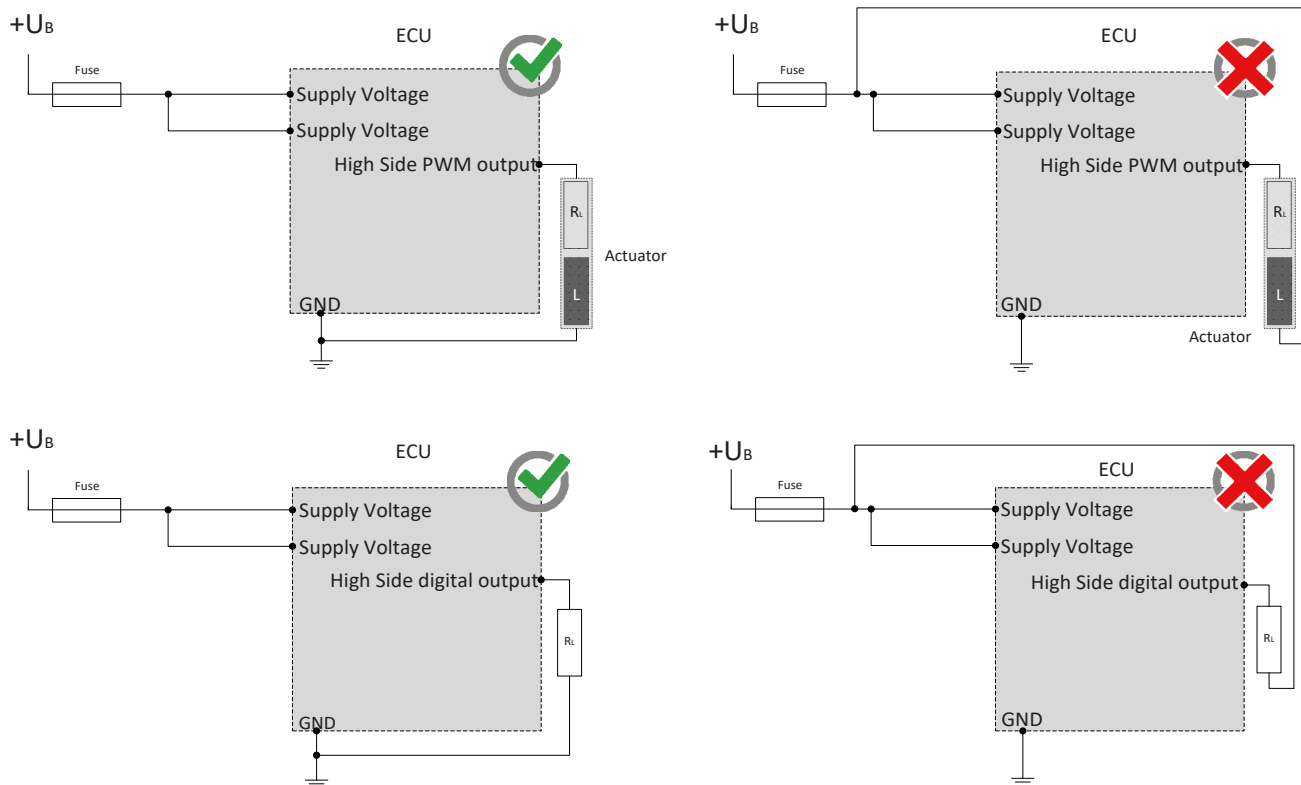 +UB
ECU
Fuse
Supply Voltage
Supply Voltage
High Side PWM output
RL
Actuator
L
GND
+UB
ECU
Fuse
Supply Voltage
Supply Voltage
High Side PWM output
RL
L
GND
Actuator
+UB
ECU
Fuse
Supply Voltage
Supply Voltage
High Side digital output
RL
GND
+UB
ECU
Fuse
Supply Voltage
Supply Voltage
High Side digital output
RL
GND